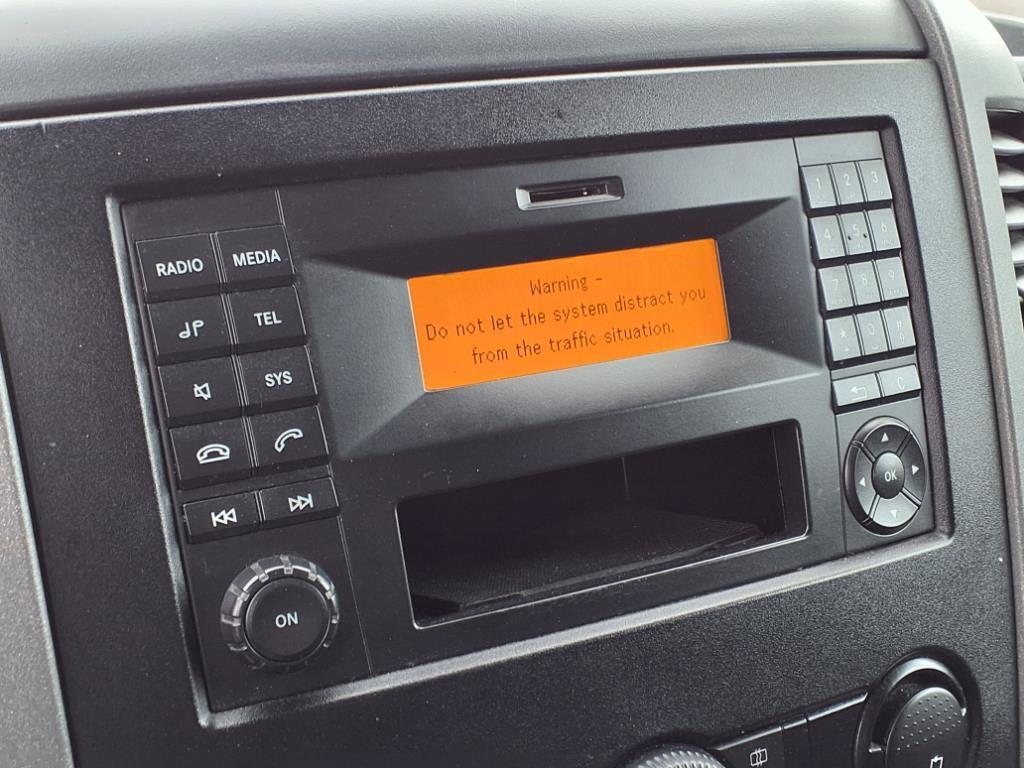 RADIO MEDIA
TEL
SYS
ON
Warning -
Do not let the system distract you
from the traffic situation.
1 2 3
4 5 6
7 8 9
* 0 #
C
OK